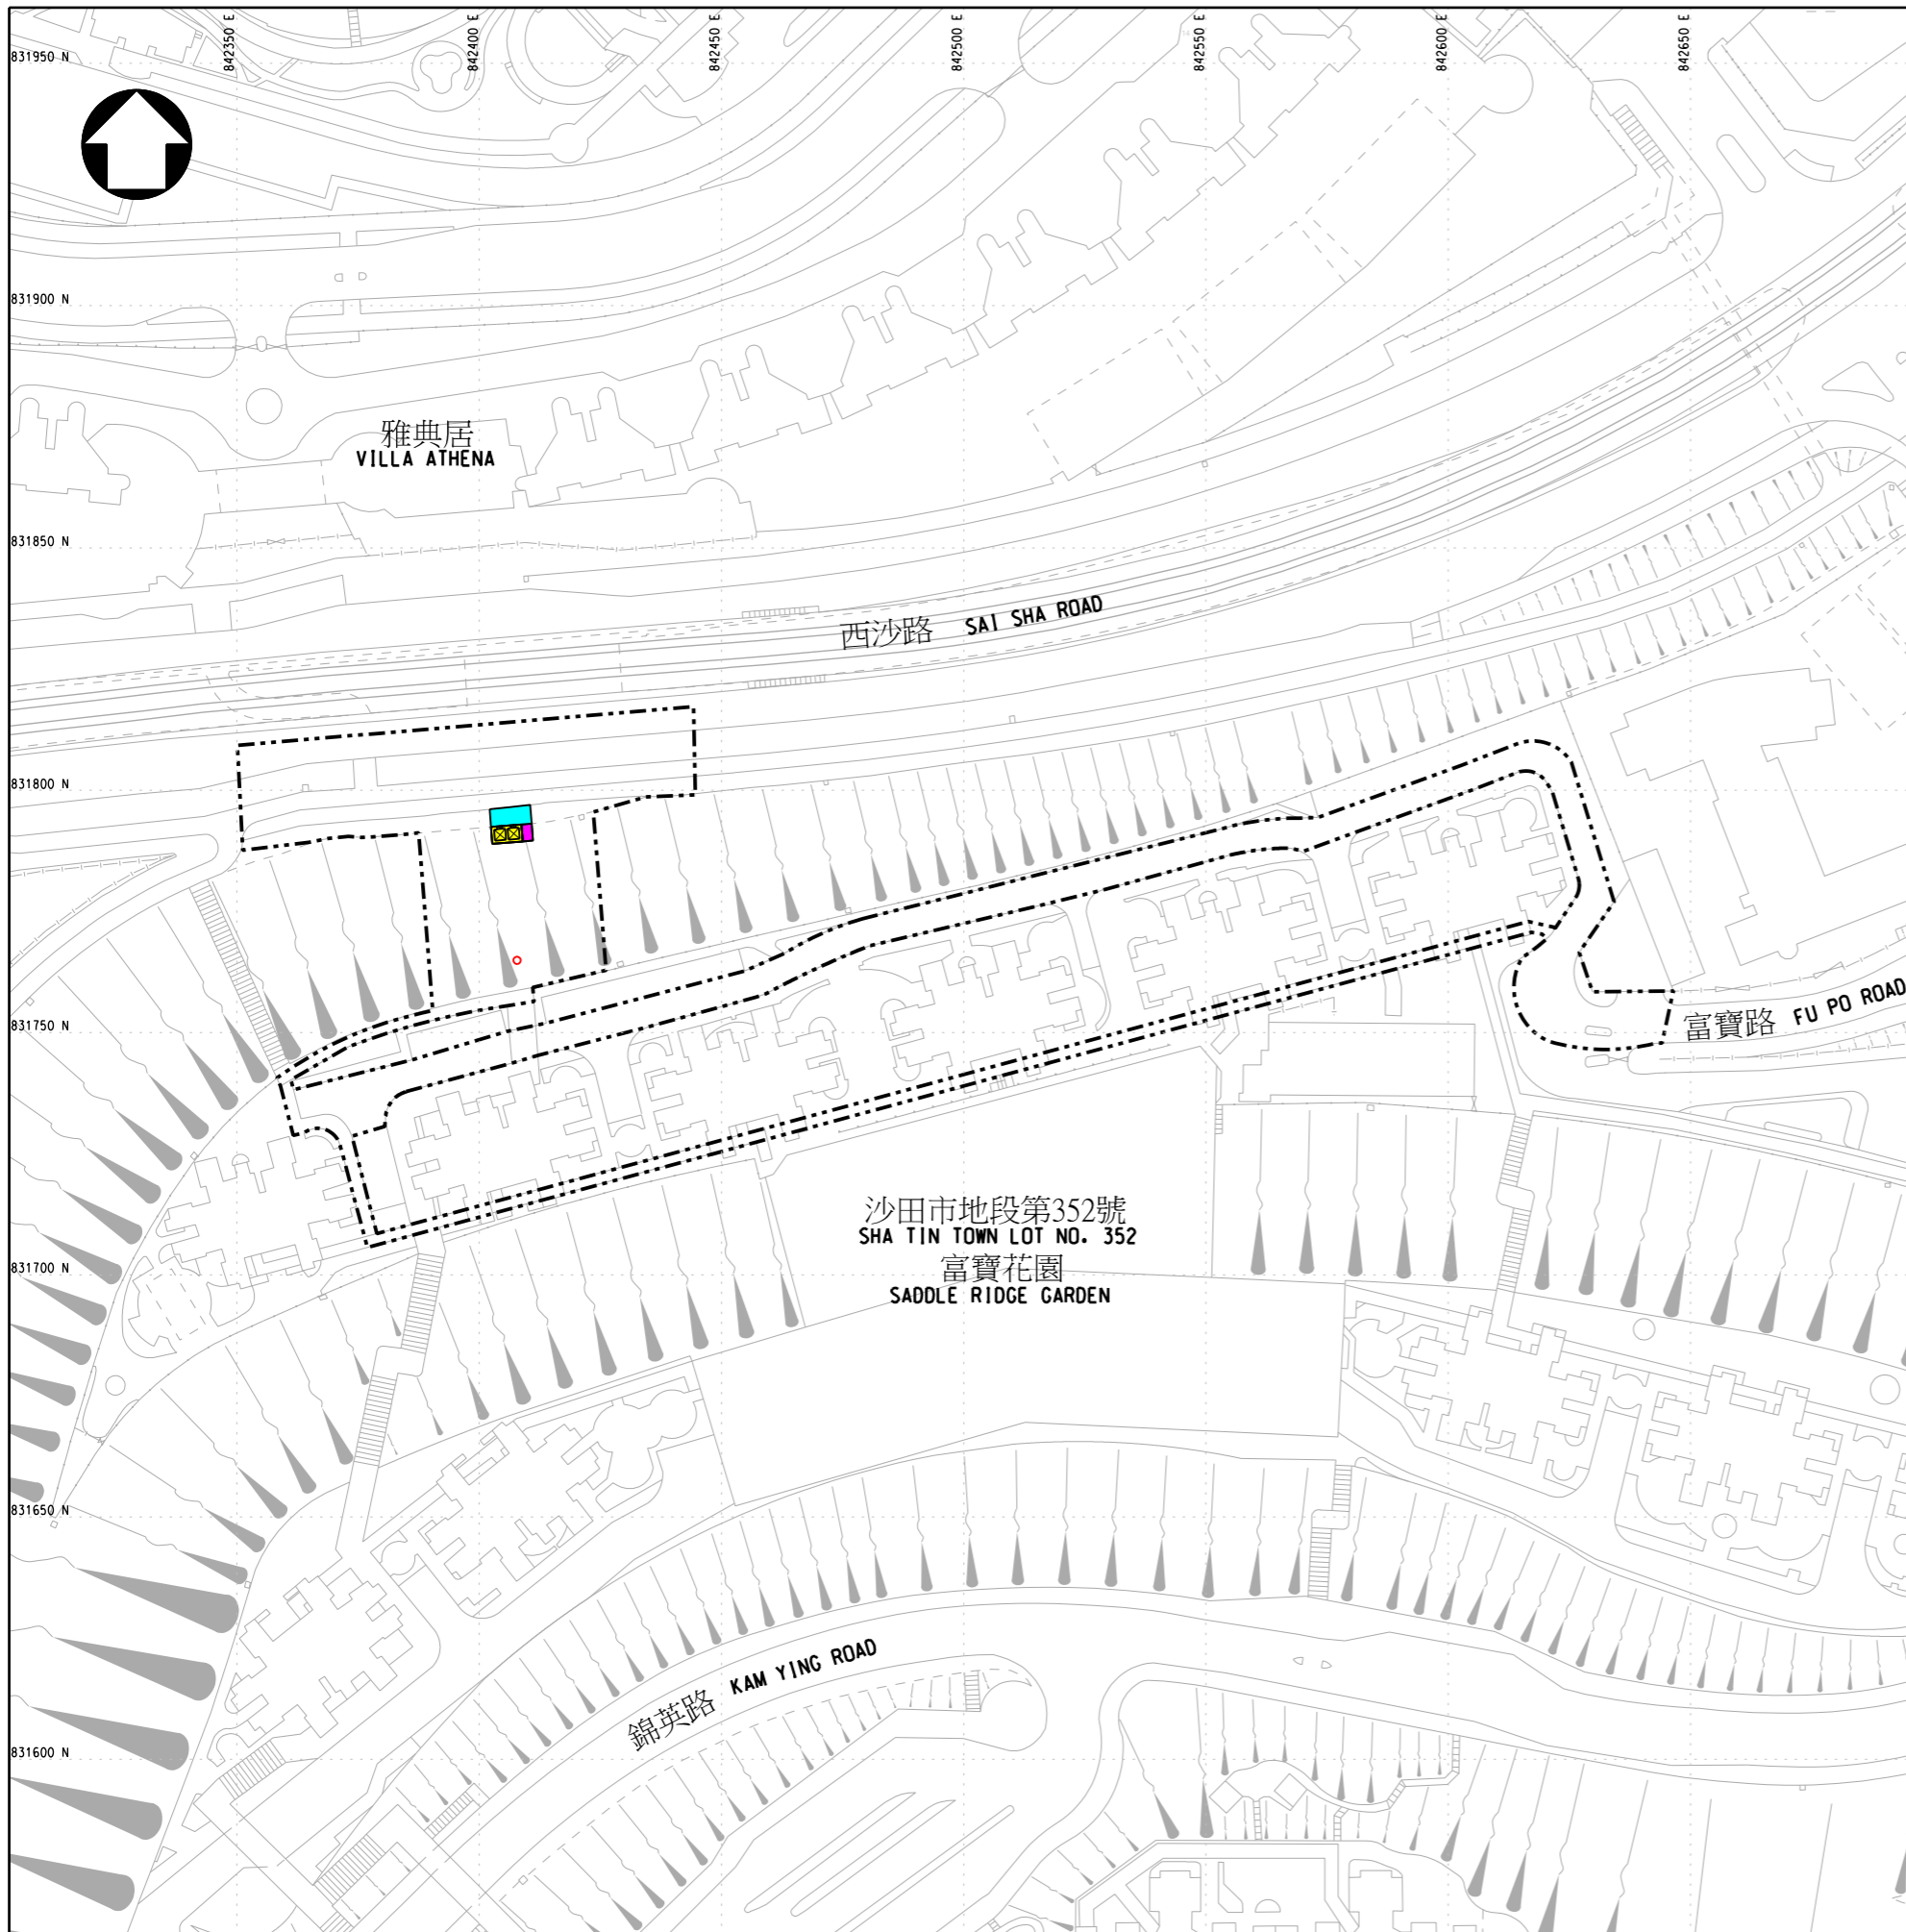 842350 E
842400 E
842450 E
842500 E
842550 E
842600 E
842650 E
831950 N
831900 N
雅典居
VILLA ATHENA
831850 N
西沙路 SAI SHA ROAD
831800 N
831750 N
富寶路 FU PO ROAD
沙田市地段第352號
SHA TIN TOWN LOT NO. 352
富寶花園
SADDLE RIDGE GARDEN
831700 N
831650 N
錦英路 KAM YING ROAD
831600 N